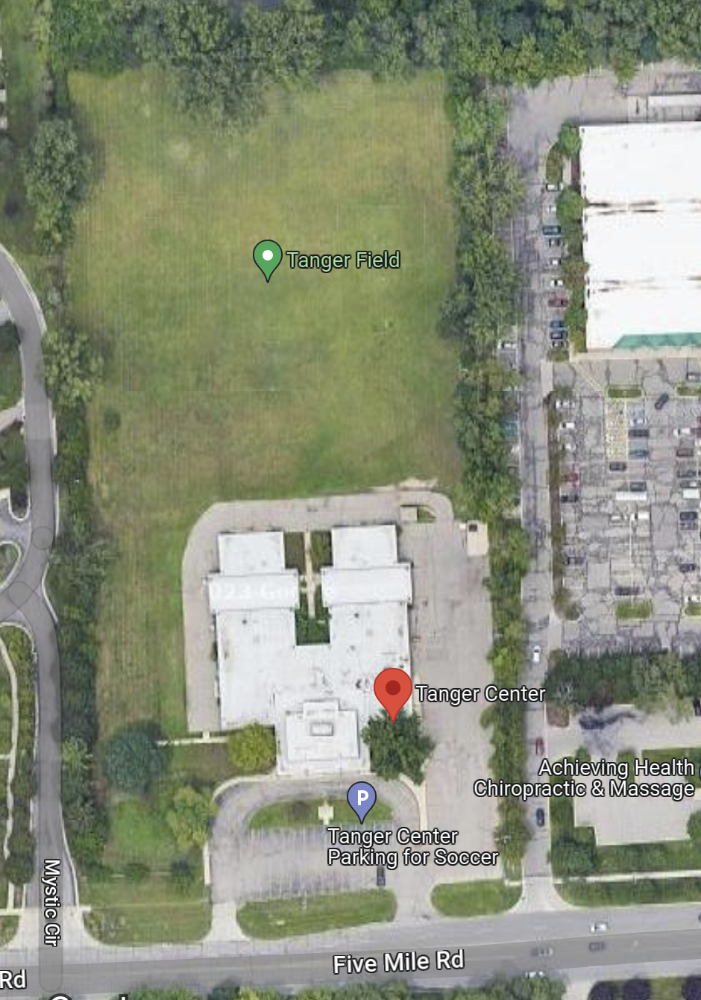 Tanger Field
Tanger Center
Achieving Health
Chiropractic & Massage
P
Tanger Center
Parking for Soccer
Mystic Cir
Five Mile Rd
Rd